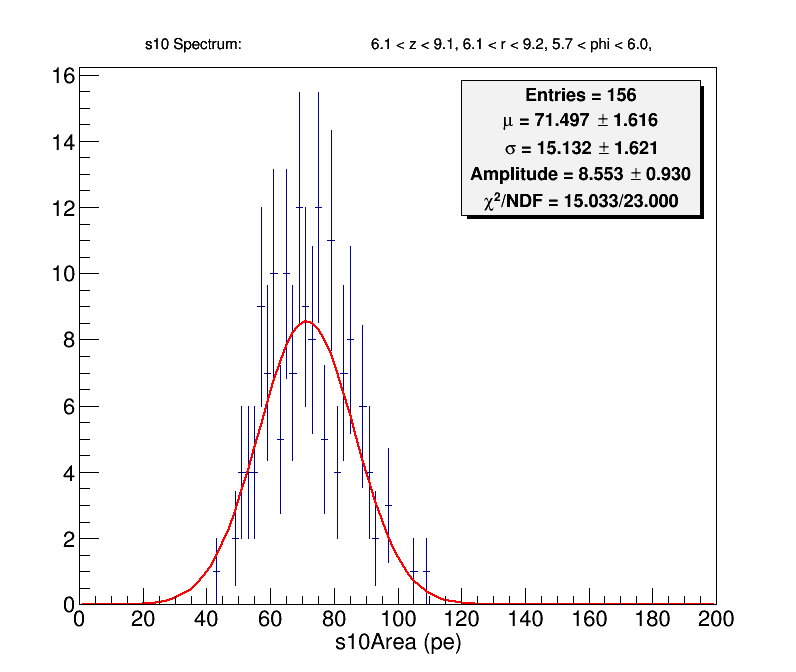 s10 Spectrum: 6.1 < z < 9.1, 6.1 < r < 9.2, 5.7 < phi < 6.0,
Entries = 156
μ = 71.497 ± 1.616
σ = 15.132 ± 1.621
Amplitude = 8.553 ± 0.930
χ²/NDF = 15.033/23.000
16
14
12
10
8
6
4
2
0
0 20 40 60 80 100 120 140 160 180 200
s10Area (pe)